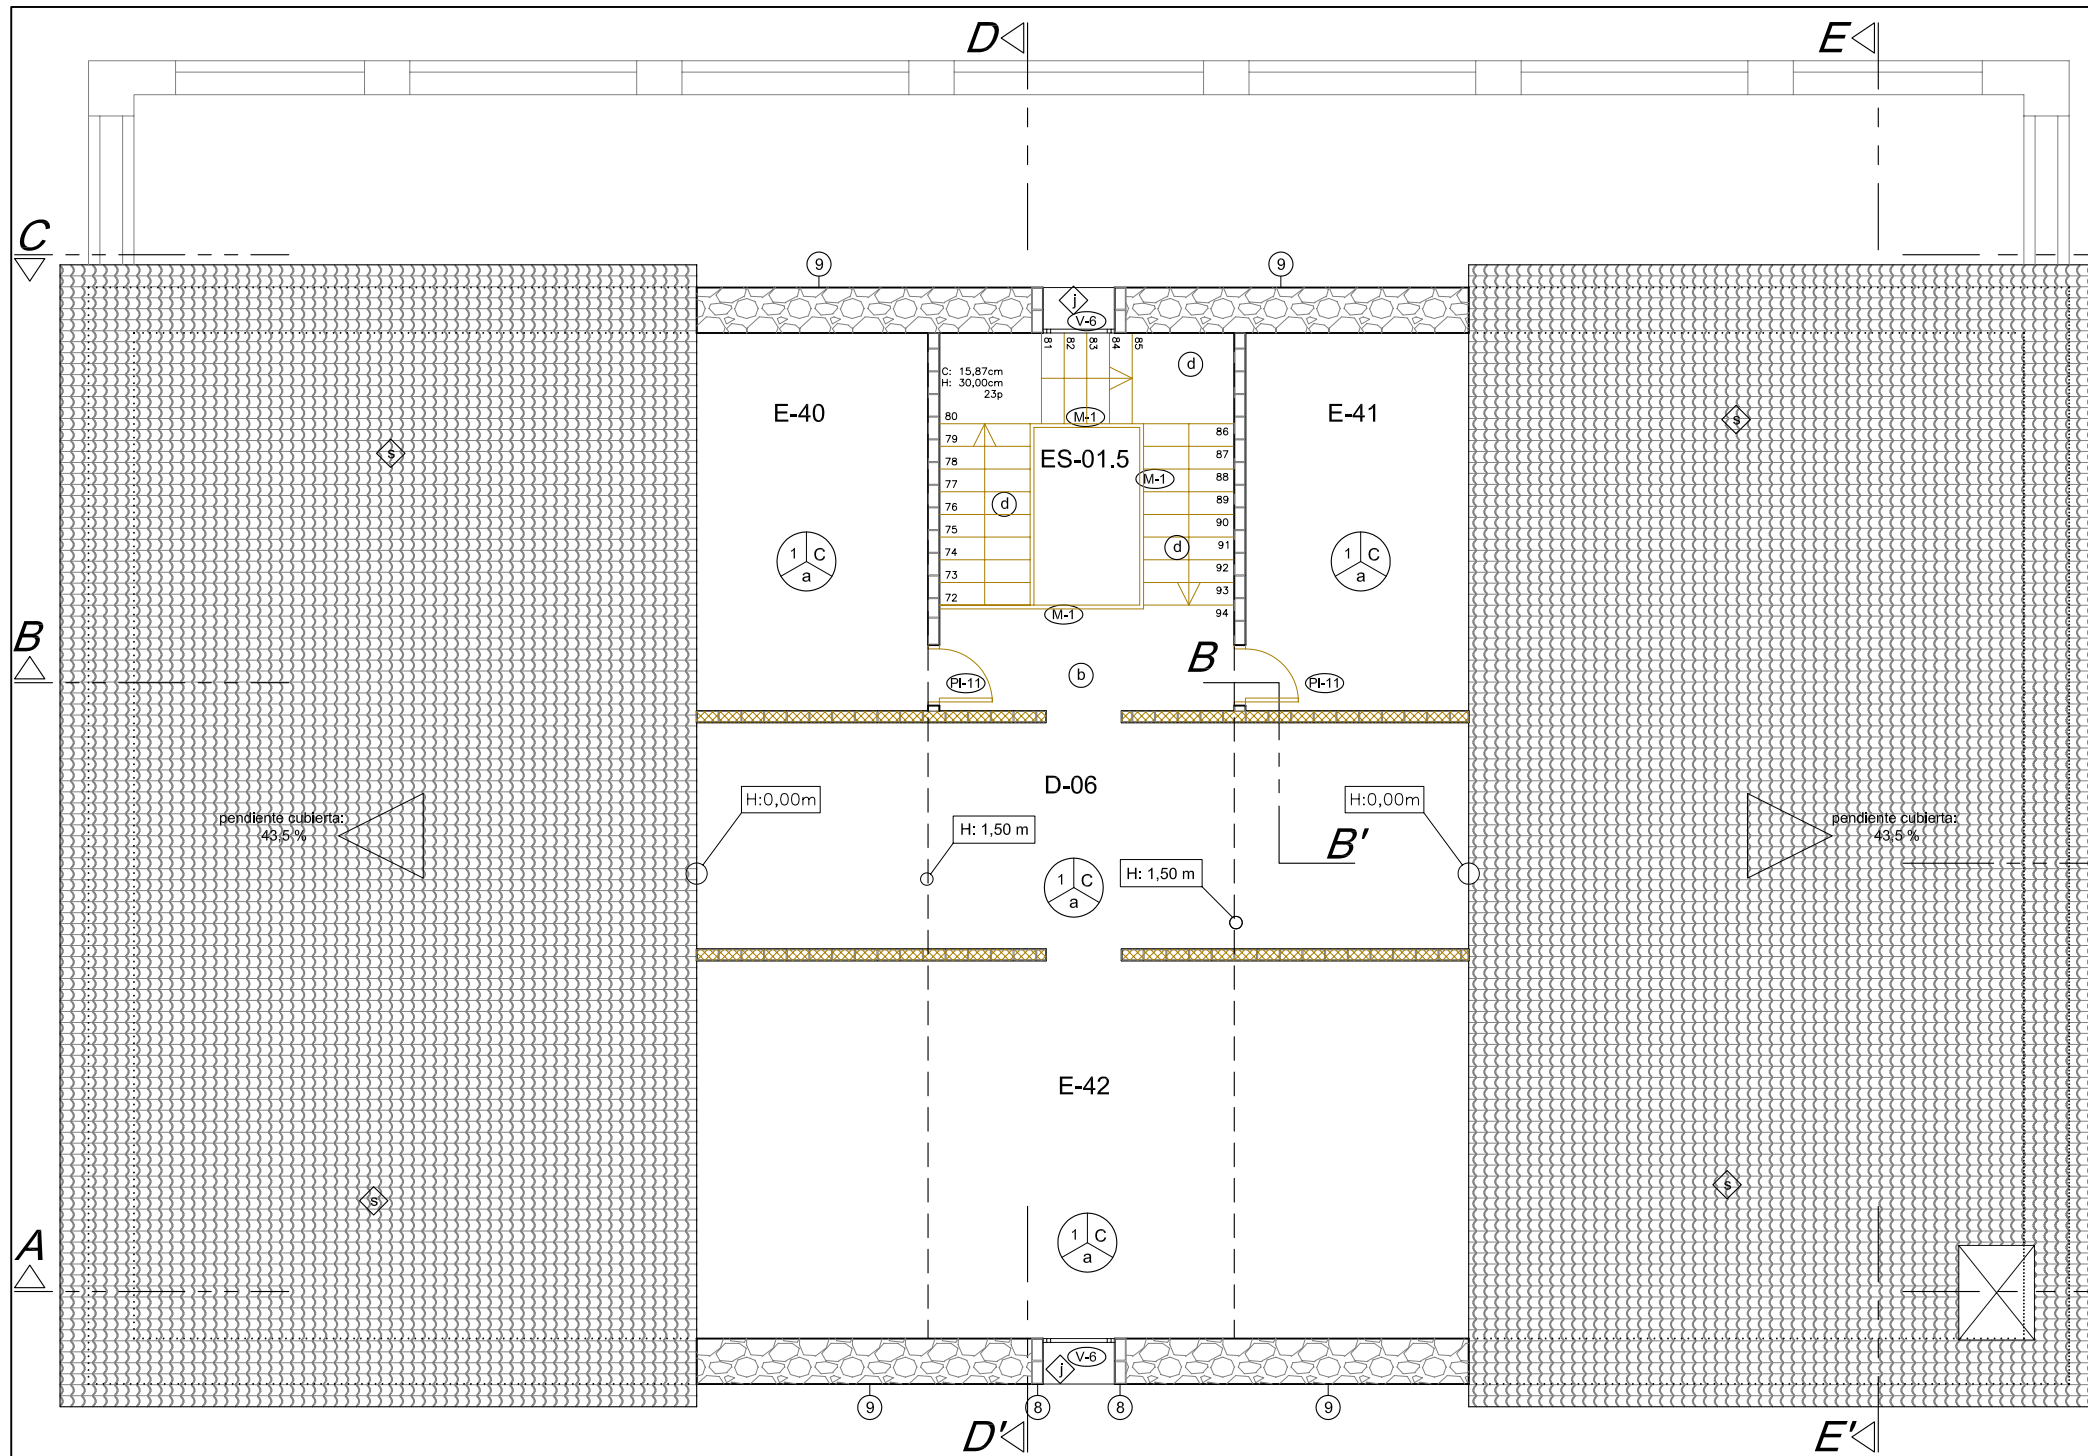 D
E
C
9
9
j
V-6
81
82
83
84
85
d
C: 15,87cm
H: 30,00cm
23p
E-40
E-41
80
M-1
86
s
s
79
87
78
ES-01.5
88
77
M-1
89
76
d
90
75
91
74
d
92
73
93
72
94
1
C
a
1
C
a
M-1
B
B
b
PI-11
PI-11
D-06
H:0,00m
H:0,00m
pendiente cubierta:
43,5 %
pendiente cubierta:
43,5 %
H: 1,50 m
B'
H: 1,50 m
1
C
a
E-42
s
s
A
1
C
a
V-6
j
9
8
8
9
D'
E'